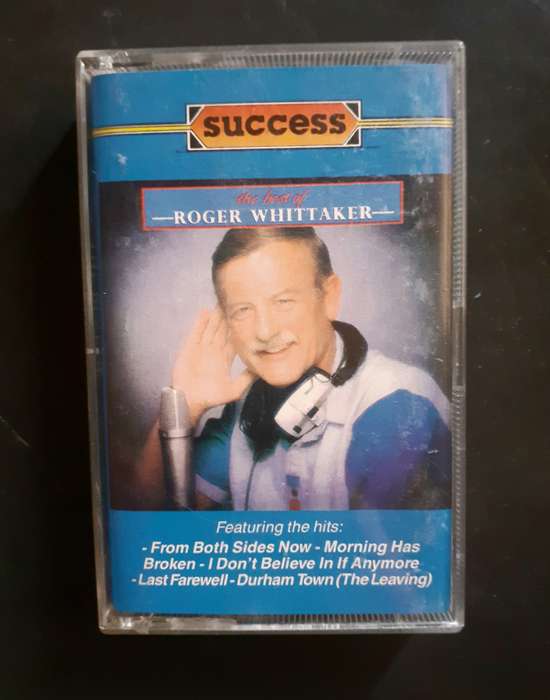 success
the best of
—ROGER WHITTAKER—
Featuring the hits:
- From Both Sides Now - Morning Has
Broken - I Don't Believe In If Anymore
- Last Farewell - Durham Town (The Leaving)